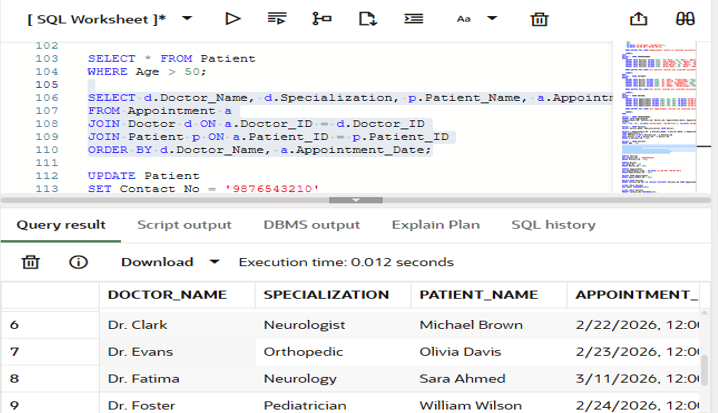 [ SQL Worksheet ]*
Aa
102
103 SELECT * FROM Patient
104 WHERE Age > 50;
105
106 SELECT d.Doctor_Name, d.Specialization, p.Patient_Name, a.Appointm
107 FROM Appointment a
108 JOIN Doctor d ON a.Doctor_ID = d.Doctor_ID
109 JOIN Patient p ON a.Patient_ID = p.Patient_ID
110 ORDER BY d.Doctor_Name, a.Appointment_Date;
111
112 UPDATE Patient
113 SET Contact_No = '9876543210'
Query result Script output DBMS output Explain Plan SQL history
Download Execution time: 0.012 seconds
DOCTOR_NAME SPECIALIZATION PATIENT_NAME APPOINTMENT_
6 Dr. Clark Neurologist Michael Brown 2/22/2026, 12:00
7 Dr. Evans Orthopedic Olivia Davis 2/23/2026, 12:00
8 Dr. Fatima Neurology Sara Ahmed 3/11/2026, 12:00
9 Dr. Foster Pediatrician William Wilson 2/24/2026, 12:00